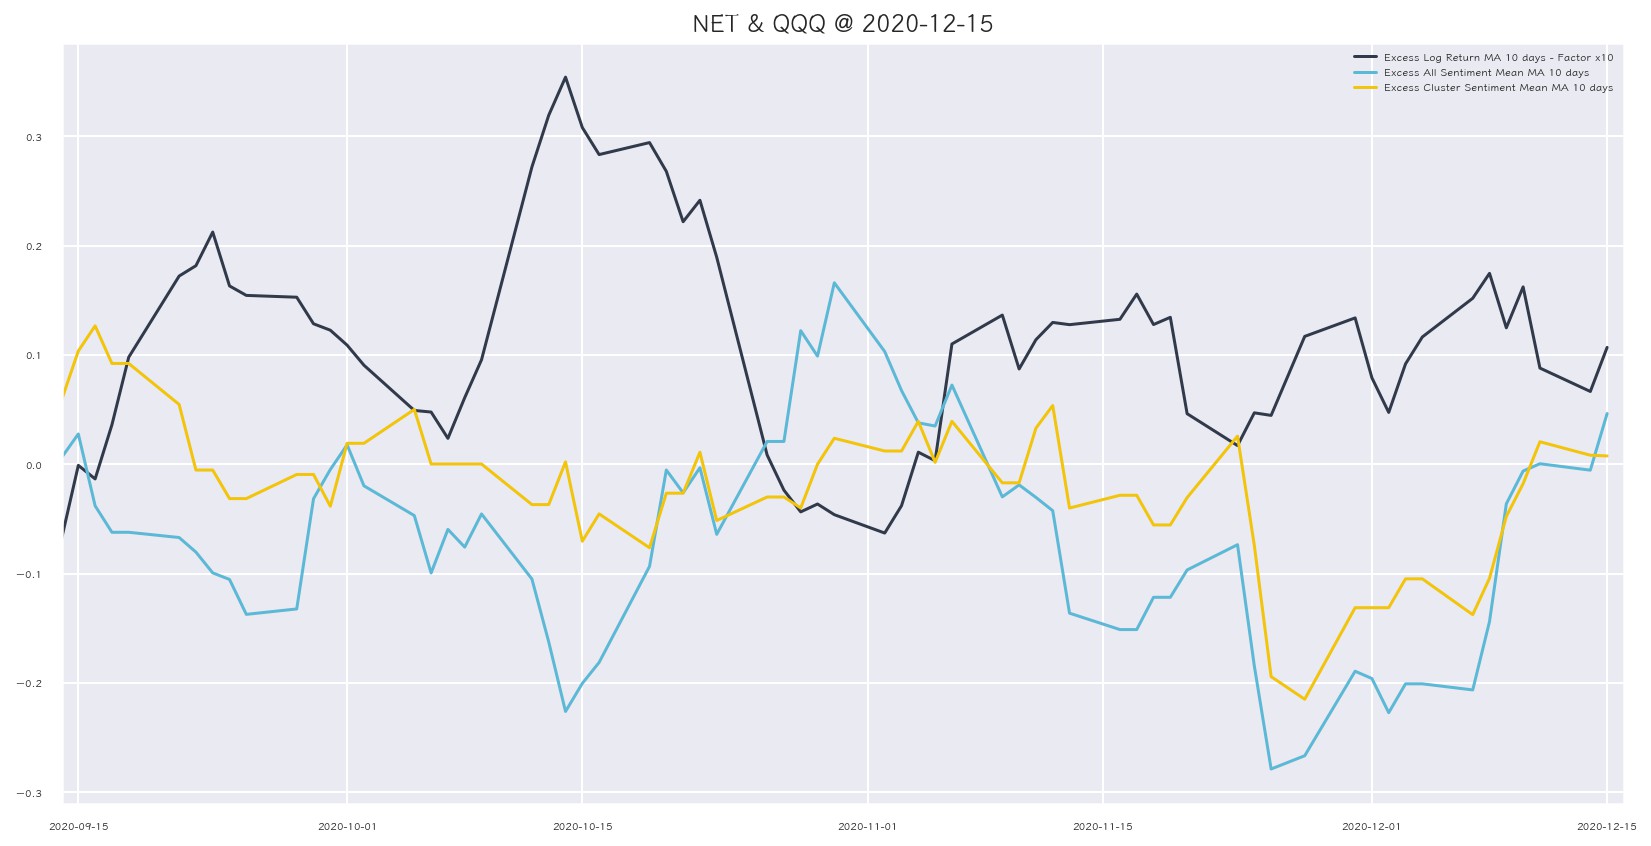 NET & QQQ @ 2020-12-15
Excess Log Return MA 10 days - Factor x10
Excess All Sentiment Mean MA 10 days
Excess Cluster Sentiment Mean MA 10 days
0.3
0.2
0.1
0.0
−0.1
−0.2
−0.3
2020-09-15 2020-10-01 2020-10-15 2020-11-01 2020-11-15 2020-12-01 2020-12-15